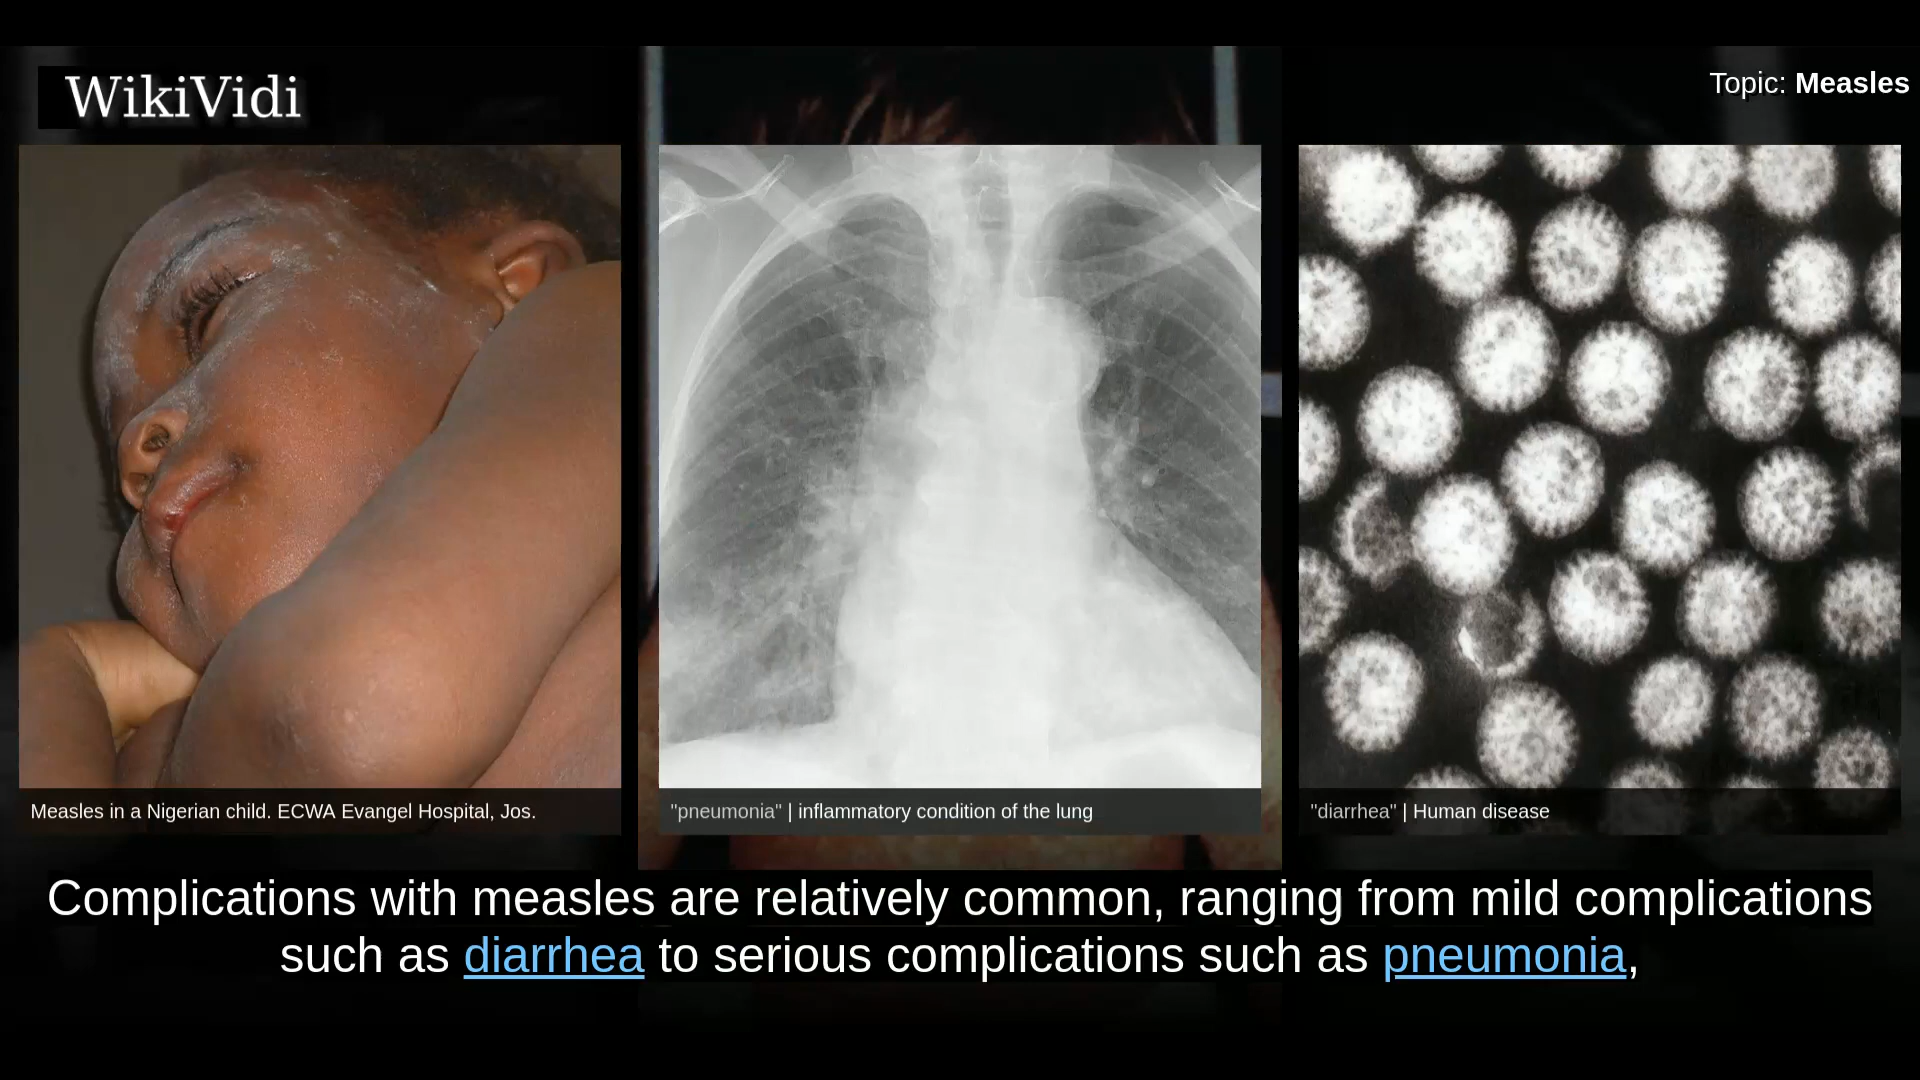 WikiVidi
Topic: Measles
Measles in a Nigerian child. ECWA Evangel Hospital, Jos.
"pneumonia" | inflammatory condition of the lung
"diarrhea" | Human disease
Complications with measles are relatively common, ranging from mild complications
such as diarrhea to serious complications such as pneumonia,